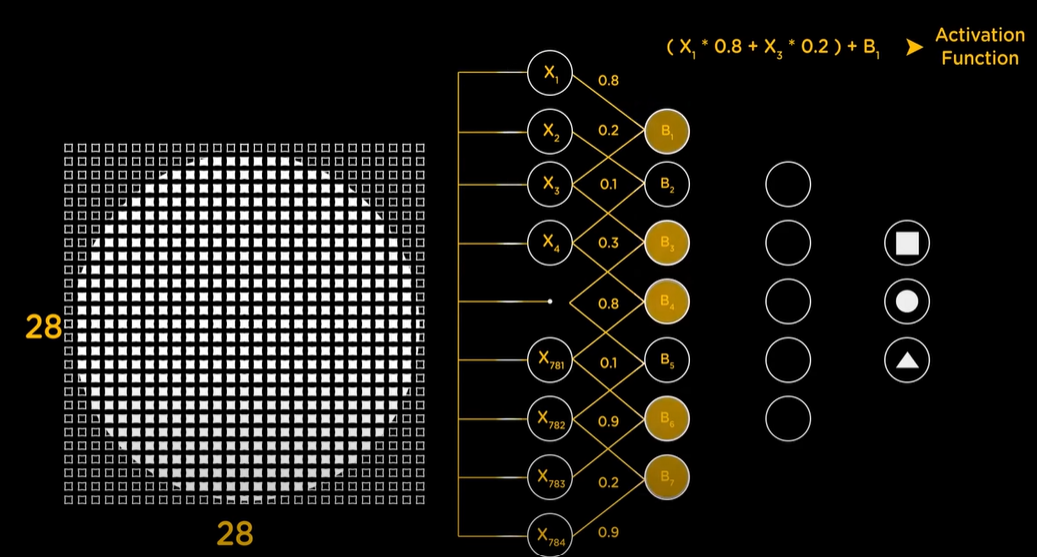 ( X₁ * 0.8 + X₃ * 0.2 ) + B₁
Activation
Function
X₁
0.8
X₂
0.2
B₁
X₃
0.1
B₂
X₄
0.3
B₃
28
0.8
B₄
X₇₈₁
0.1
B₅
X₇₈₂
0.9
B₆
X₇₈₃
0.2
B₇
X₇₈₄
0.9
28